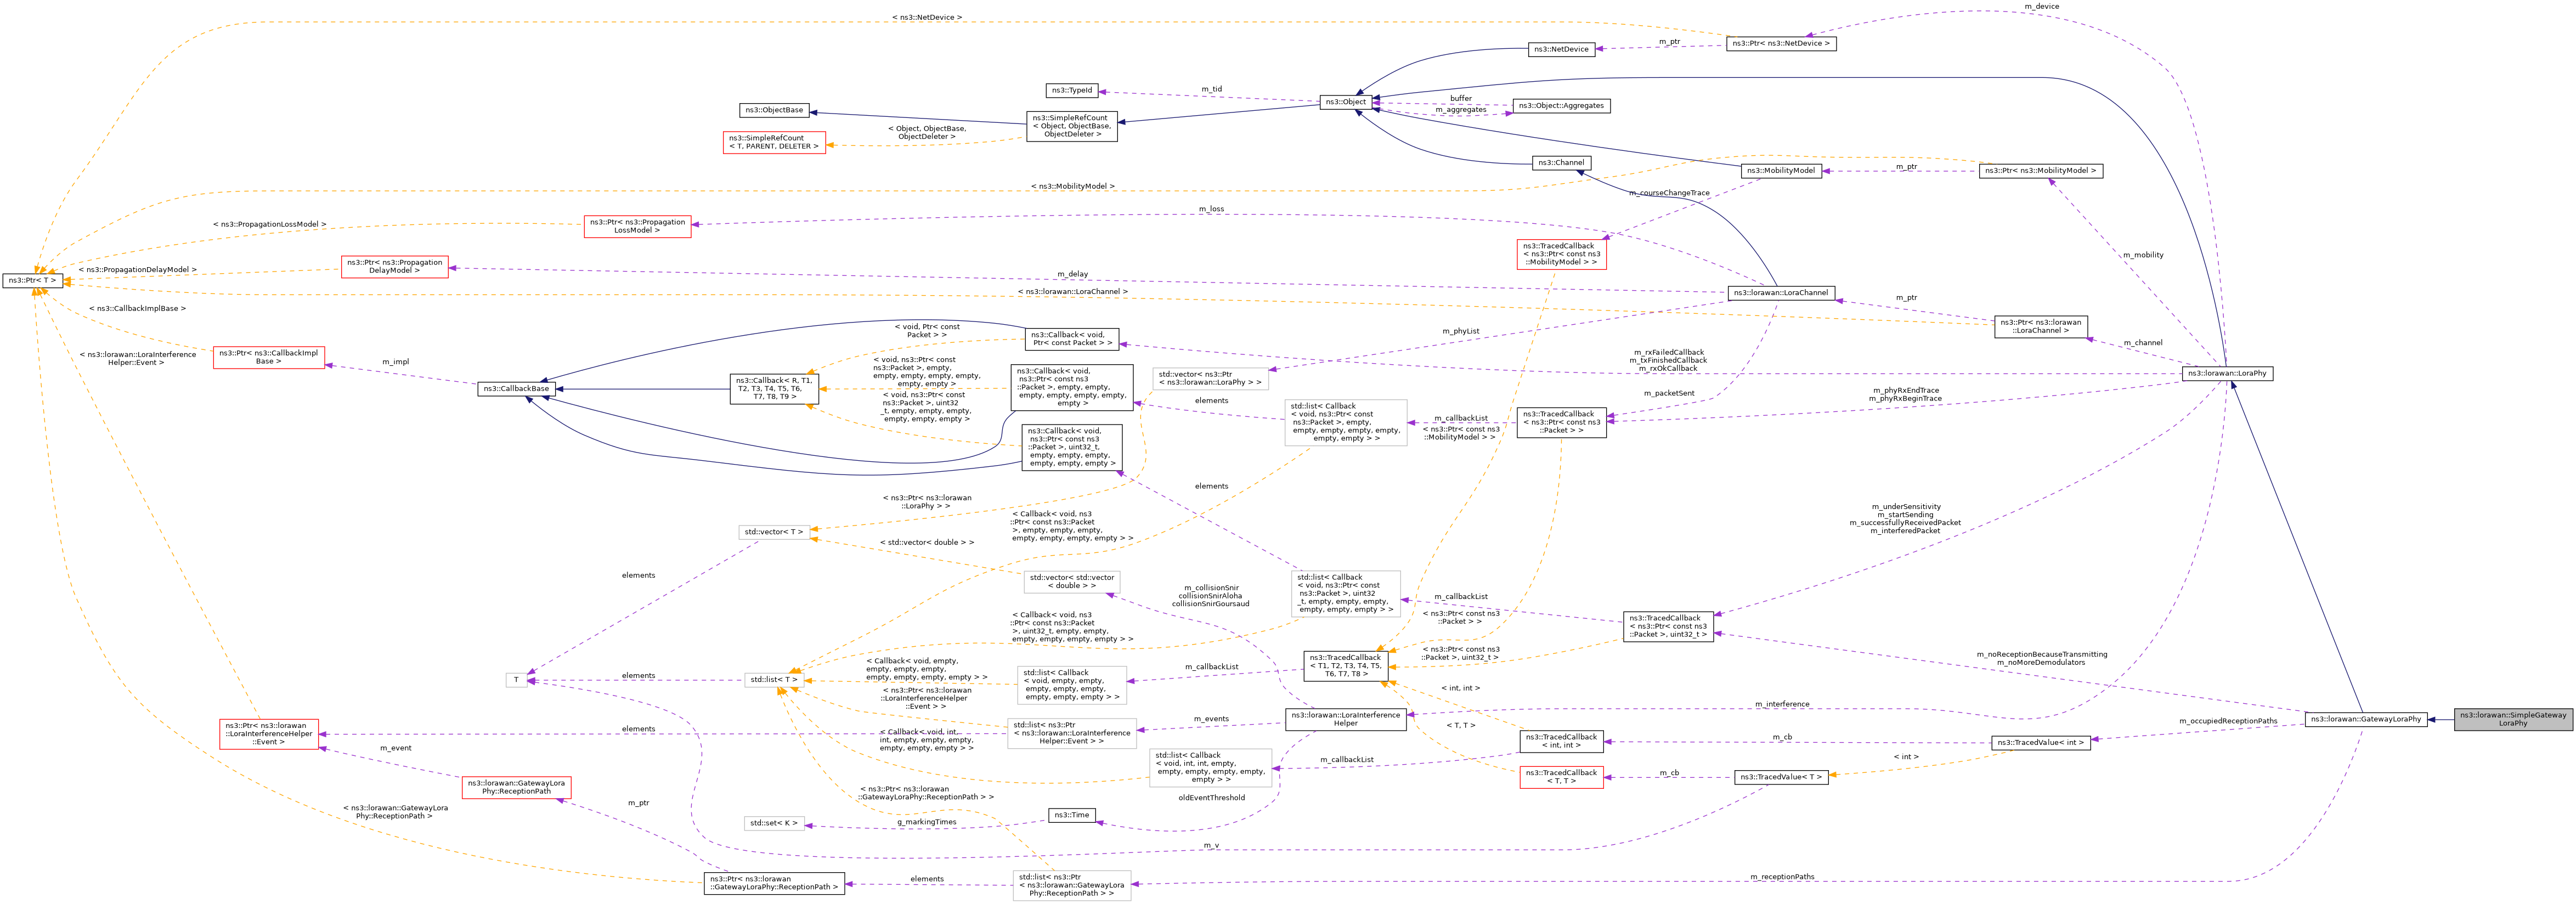 < ns3::NetDevice >
m_device
ns3::NetDevice
m_ptr
ns3::Ptr< ns3::NetDevice >
ns3::TypeId
m_tid
ns3::Object
buffer
m_aggregates
ns3::Object::Aggregates
ns3::ObjectBase
ns3::SimpleRefCount
< Object, ObjectBase,
ObjectDeleter >
ns3::SimpleRefCount
< T, PARENT, DELETER >
< Object, ObjectBase,
ObjectDeleter >
ns3::Channel
ns3::MobilityModel
m_ptr
ns3::Ptr< ns3::MobilityModel >
< ns3::MobilityModel >
m_courseChangeTrace
< ns3::PropagationLossModel >
ns3::Ptr< ns3::Propagation
LossModel >
m_loss
ns3::TracedCallback
< ns3::Ptr< const ns3
::MobilityModel > >
m_mobility
< ns3::PropagationDelayModel >
ns3::Ptr< ns3::Propagation
DelayModel >
m_delay
ns3::Ptr< T >
< ns3::lorawan::LoraChannel >
ns3::lorawan::LoraChannel
m_ptr
ns3::Ptr< ns3::lorawan
::LoraChannel >
< ns3::CallbackImplBase >
< void, Ptr< const
Packet > >
ns3::Callback< void,
Ptr< const Packet > >
m_phyList
m_channel
< ns3::lorawan::LoraInterference
Helper::Event >
ns3::Ptr< ns3::CallbackImpl
Base >
m_impl
ns3::CallbackBase
ns3::Callback< R, T1,
T2, T3, T4, T5, T6,
T7, T8, T9 >
< void, ns3::Ptr< const
ns3::Packet >, empty,
empty, empty, empty, empty,
empty, empty >
< void, ns3::Ptr< const
ns3::Packet >, uint32
_t, empty, empty, empty,
empty, empty, empty >
ns3::Callback< void,
ns3::Ptr< const ns3
::Packet >, empty, empty,
empty, empty, empty, empty,
empty >
std::vector< ns3::Ptr
< ns3::lorawan::LoraPhy > >
m_rxFailedCallback
m_txFinishedCallback
m_rxOkCallback
ns3::lorawan::LoraPhy
m_packetSent
m_phyRxEndTrace
m_phyRxBeginTrace
elements
std::list< Callback
< void, ns3::Ptr< const
ns3::Packet >, empty,
empty, empty, empty, empty,
empty, empty > >
m_callbackList
ns3::TracedCallback
< ns3::Ptr< const ns3
::Packet > >
< ns3::Ptr< const ns3
::MobilityModel > >
ns3::Callback< void,
ns3::Ptr< const ns3
::Packet >, uint32_t,
empty, empty, empty,
empty, empty, empty >
elements
< ns3::Ptr< ns3::lorawan
::LoraPhy > >
< Callback< void, ns3
::Ptr< const ns3::Packet
>, empty, empty, empty,
empty, empty, empty, empty > >
std::vector< T >
< std::vector< double > >
m_underSensitivity
m_startSending
m_successfullyReceivedPacket
m_interferedPacket
elements
std::vector< std::vector
< double > >
m_collisionSnir
collisionSnirAloha
collisionSnirGoursaud
std::list< Callback
< void, ns3::Ptr< const
ns3::Packet >, uint32
_t, empty, empty, empty,
empty, empty, empty > >
m_callbackList
< ns3::Ptr< const ns3
::Packet > >
ns3::TracedCallback
< ns3::Ptr< const ns3
::Packet >, uint32_t >
< Callback< void, ns3
::Ptr< const ns3::Packet
>, uint32_t, empty, empty,
empty, empty, empty, empty > >
< ns3::Ptr< const ns3
::Packet >, uint32_t >
m_noReceptionBecauseTransmitting
m_noMoreDemodulators
< Callback< void, empty,
empty, empty, empty,
empty, empty, empty, empty > >
std::list< Callback
< void, empty, empty,
empty, empty, empty,
empty, empty, empty > >
m_callbackList
ns3::TracedCallback
< T1, T2, T3, T4, T5,
T6, T7, T8 >
T
elements
std::list< T >
< ns3::Ptr< ns3::lorawan
::LoraInterferenceHelper
::Event > >
< int, int >
m_interference
ns3::Ptr< ns3::lorawan
::LoraInterferenceHelper
::Event >
elements
std::list< ns3::Ptr
< ns3::lorawan::LoraInterference
Helper::Event > >
m_events
ns3::lorawan::LoraInterference
Helper
< T, T >
m_occupiedReceptionPaths
ns3::lorawan::GatewayLoraPhy
ns3::lorawan::SimpleGateway
LoraPhy
m_event
< Callback< void, int,
int, empty, empty, empty,
empty, empty, empty > >
std::list< Callback
< void, int, int, empty,
empty, empty, empty, empty,
empty > >
m_callbackList
ns3::TracedCallback
< int, int >
m_cb
ns3::TracedValue< int >
< int >
ns3::lorawan::GatewayLora
Phy::ReceptionPath
< ns3::Ptr< ns3::lorawan
::GatewayLoraPhy::ReceptionPath > >
oldEventThreshold
ns3::TracedCallback
< T, T >
m_cb
ns3::TracedValue< T >
< ns3::lorawan::GatewayLora
Phy::ReceptionPath >
m_ptr
std::set< K >
g_markingTimes
ns3::Time
m_v
ns3::Ptr< ns3::lorawan
::GatewayLoraPhy::ReceptionPath >
elements
std::list< ns3::Ptr
< ns3::lorawan::GatewayLora
Phy::ReceptionPath > >
m_receptionPaths